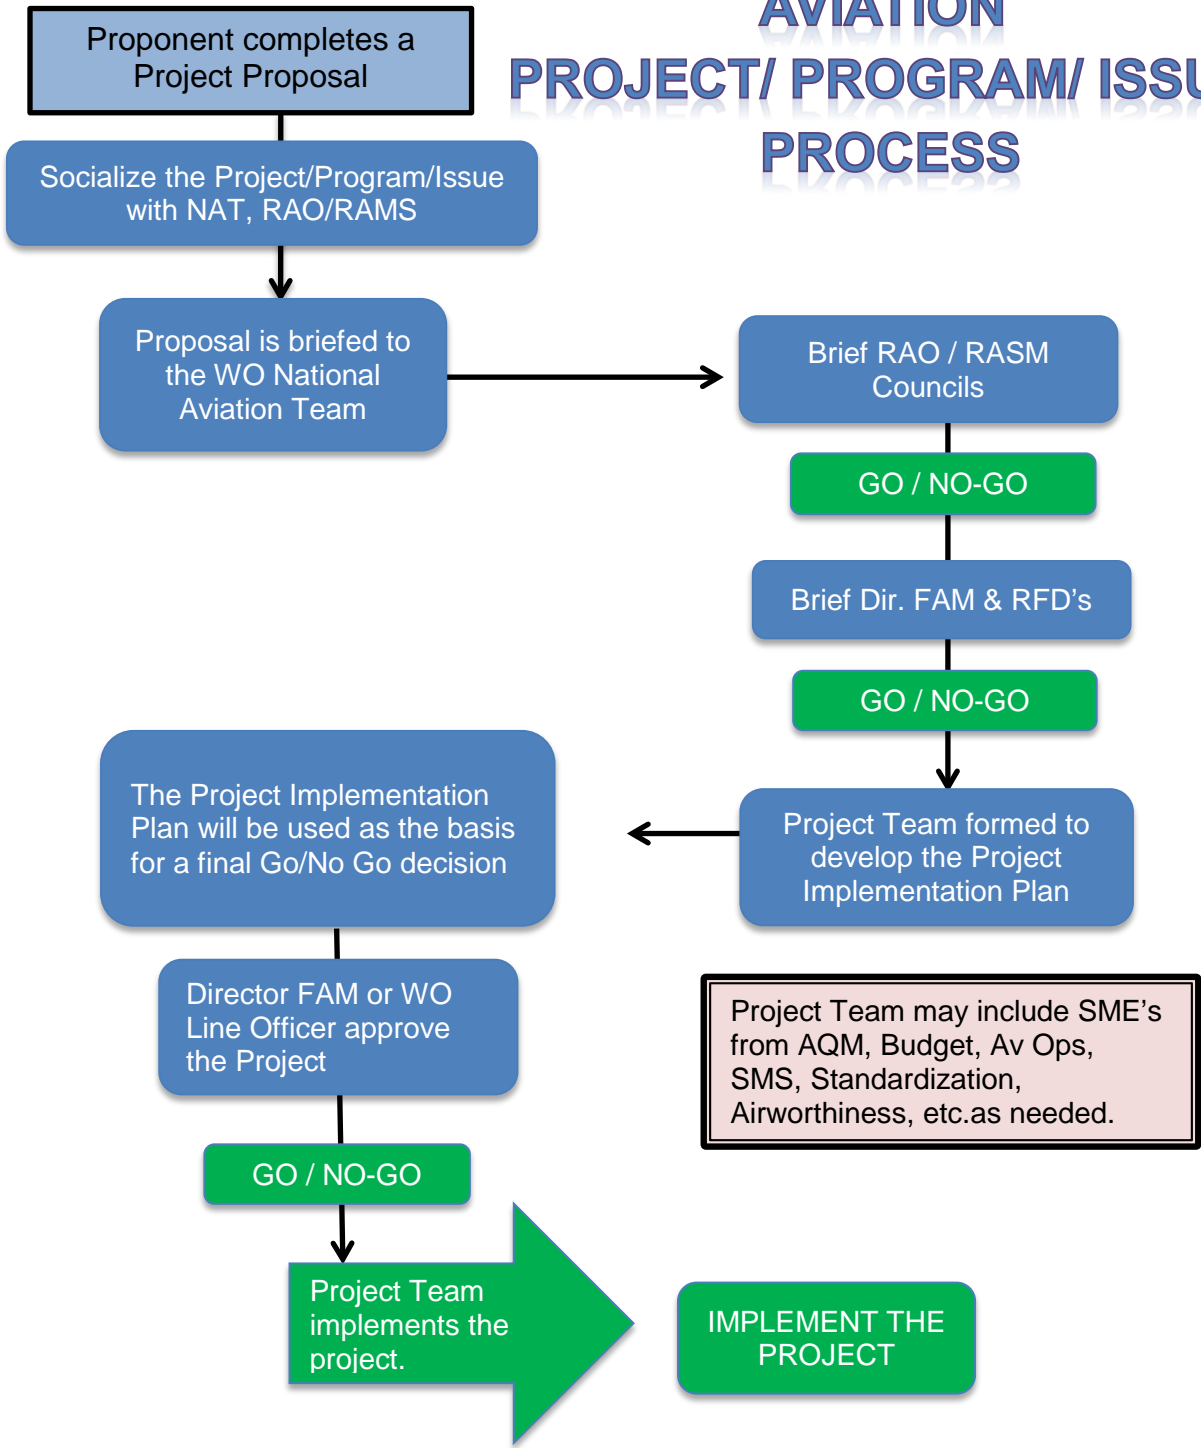 AVIATION
PROJECT/ PROGRAM/ ISSU
PROCESS
Proponent completes a
Project Proposal
Socialize the Project/Program/Issue
with NAT, RAO/RAMS
Proposal is briefed to
the WO National
Aviation Team
Brief RAO / RASM
Councils
GO / NO-GO
Brief Dir. FAM & RFD's
GO / NO-GO
Project Team formed to
develop the Project
Implementation Plan
The Project Implementation
Plan will be used as the basis
for a final Go/No Go decision
Project Team may include SME's
from AQM, Budget, Av Ops,
SMS, Standardization,
Airworthiness, etc.as needed.
Director FAM or WO
Line Officer approve
the Project
GO / NO-GO
Project Team
implements the
project.
IMPLEMENT THE
PROJECT